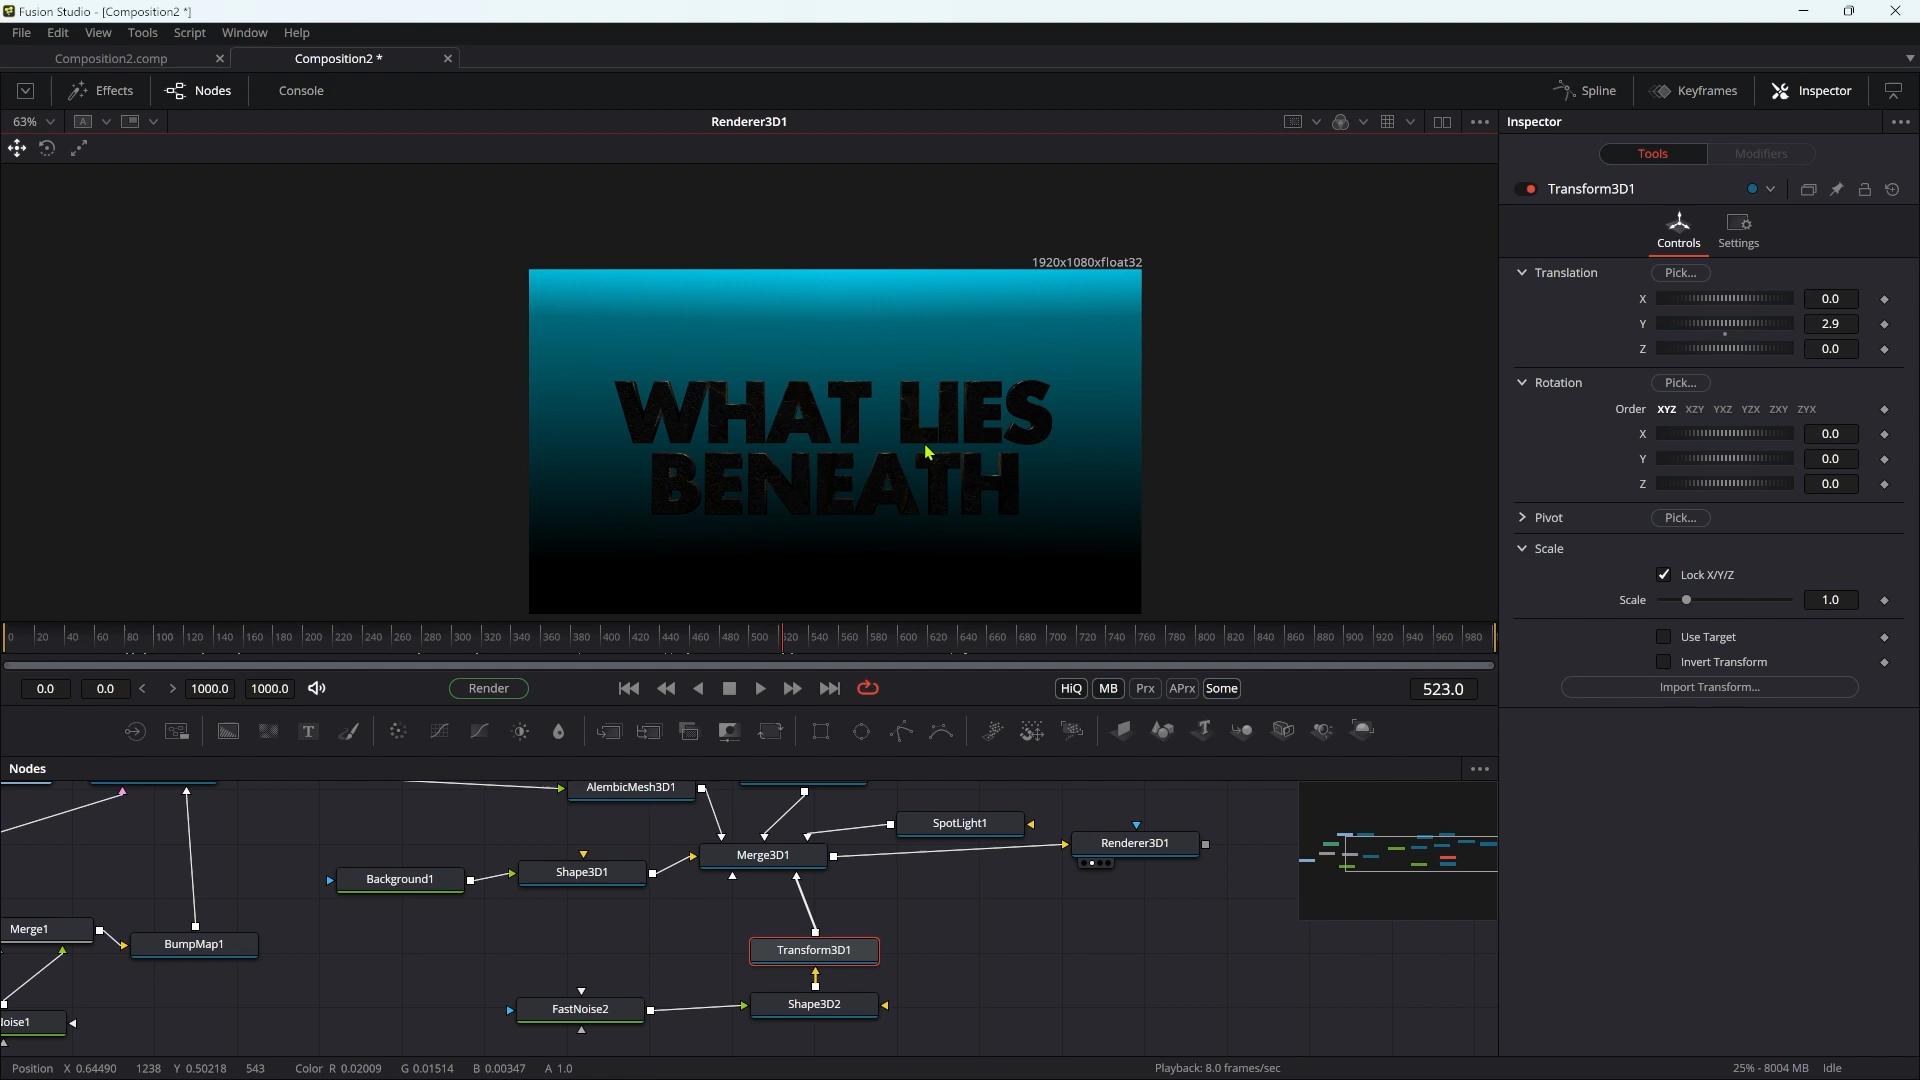 Fusion Studio - [Composition2 *]
File Edit View Tools Script Window Help
Composition2.comp Composition2 *
Effects Nodes Console Spline Keyframes Inspector
63% A Renderer3D1 Inspector
Tools Modifiers
Transform3D1
Controls Settings
1920x1080xfloat32
WHAT LIES
BENEATH
Translation Pick...
X 0.0
Y 2.9
Z 0.0
Rotation Pick...
Order XYZ XZY YXZ YZX ZXY ZYX
X 0.0
Y 0.0
Z 0.0
Pivot Pick...
Scale
Lock X/Y/Z
Scale 1.0
Use Target
Invert Transform
Import Transform...
0 20 40 60 80 100 120 140 160 180 200 220 240 260 280 300 320 340 360 380 400 420 440 460 480 500 520 540 560 580 600 620 640 660 680 700 720 740 760 780 800 820 840 860 880 900 920 940 960 980
0.0 0.0 1000.0 1000.0 Render HiQ MB Prx APrx Some 523.0
T
Nodes
AlembicMesh3D1
SpotLight1
Renderer3D1
Merge3D1
Shape3D1
Background1
Merge1
BumpMap1
Transform3D1
Shape3D2
FastNoise2
loise1
Position X 0.64490 1238 Y 0.50218 543 Color R 0.02009 G 0.01514 B 0.00347 A 1.0 Playback: 8.0 frames/sec 25% - 8004 MB Idle